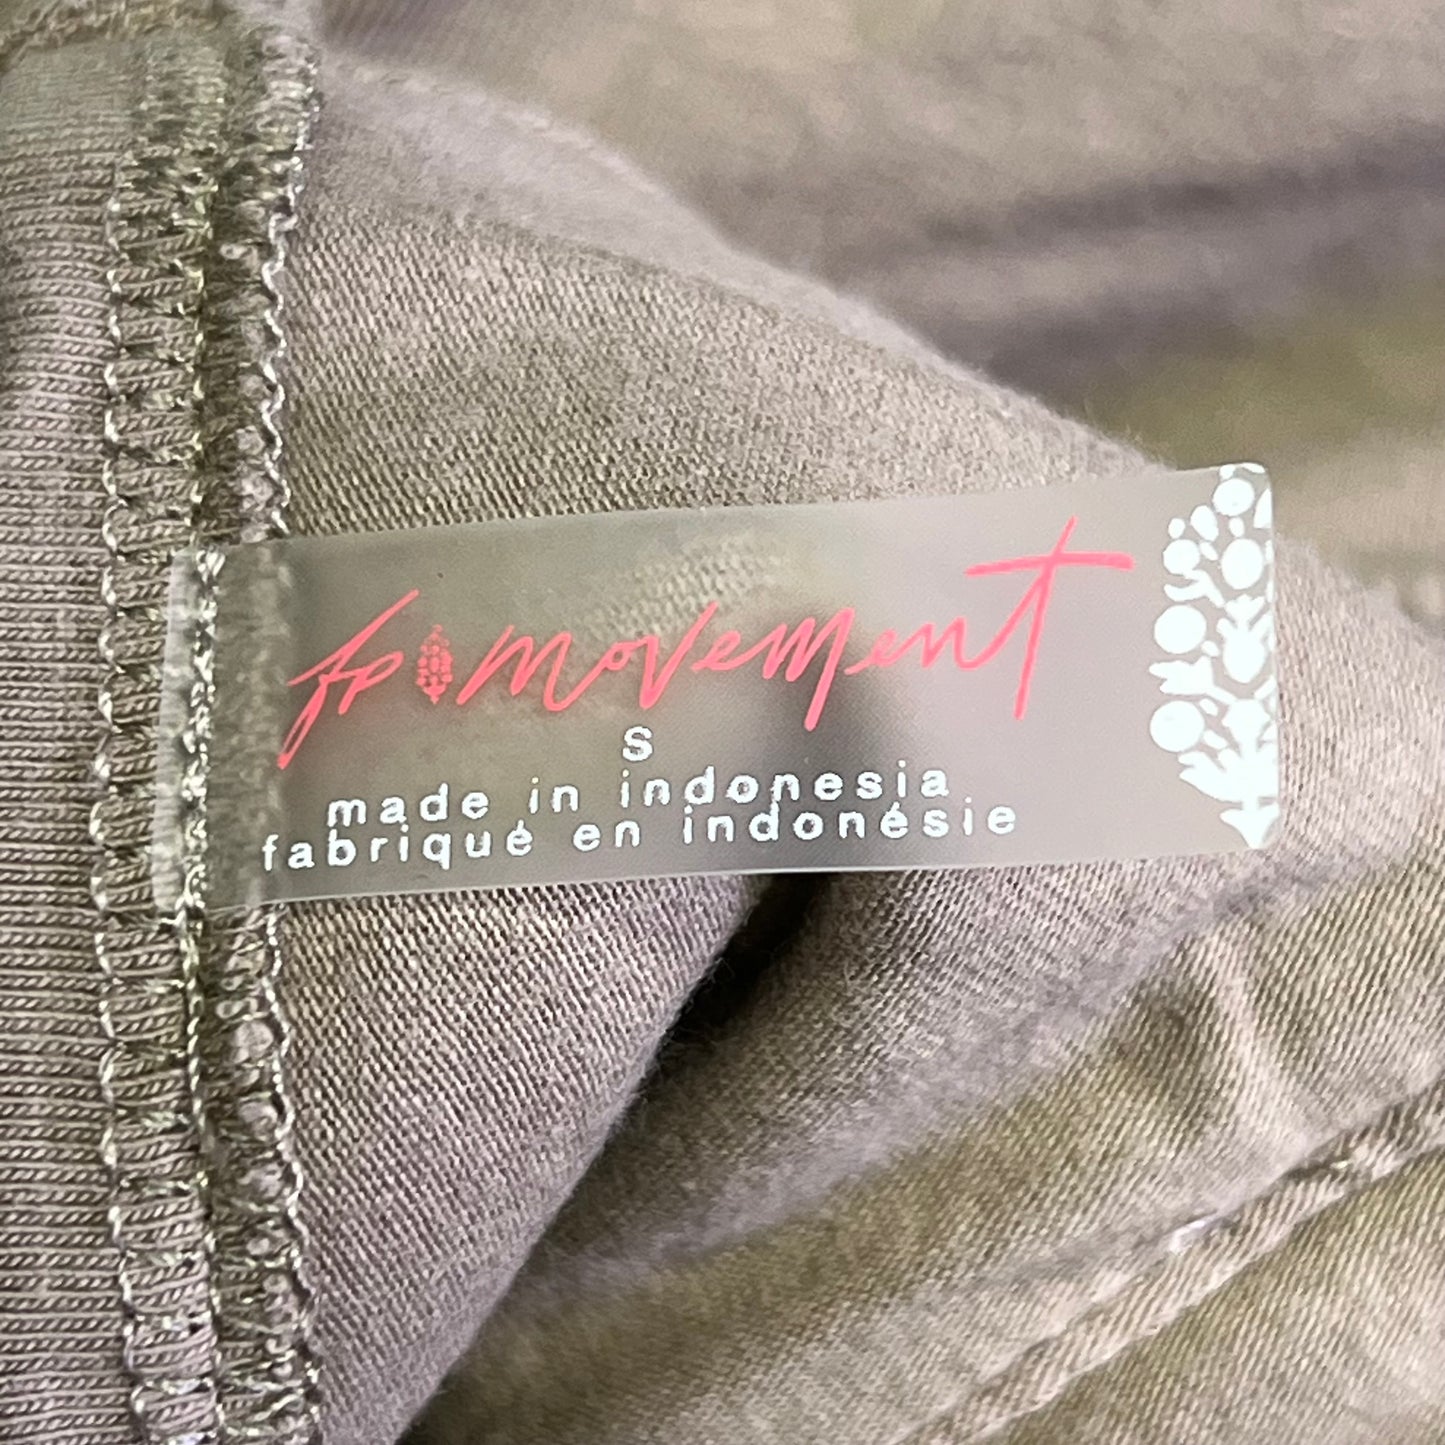 fp movement
S
made in indonesia
fabriqué en indonésie